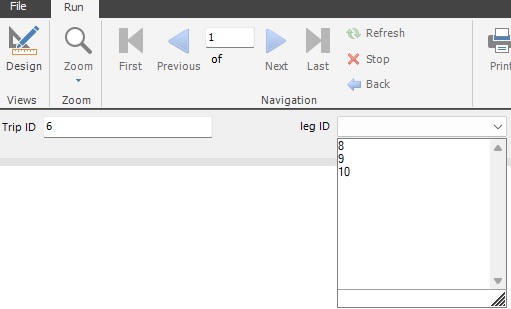 File Run
Design
Zoom
First
Previous
1
of
Next
Last
Refresh
Stop
Back
Print
Views
Zoom
Navigation
Trip ID 6
leg ID
8
9
10